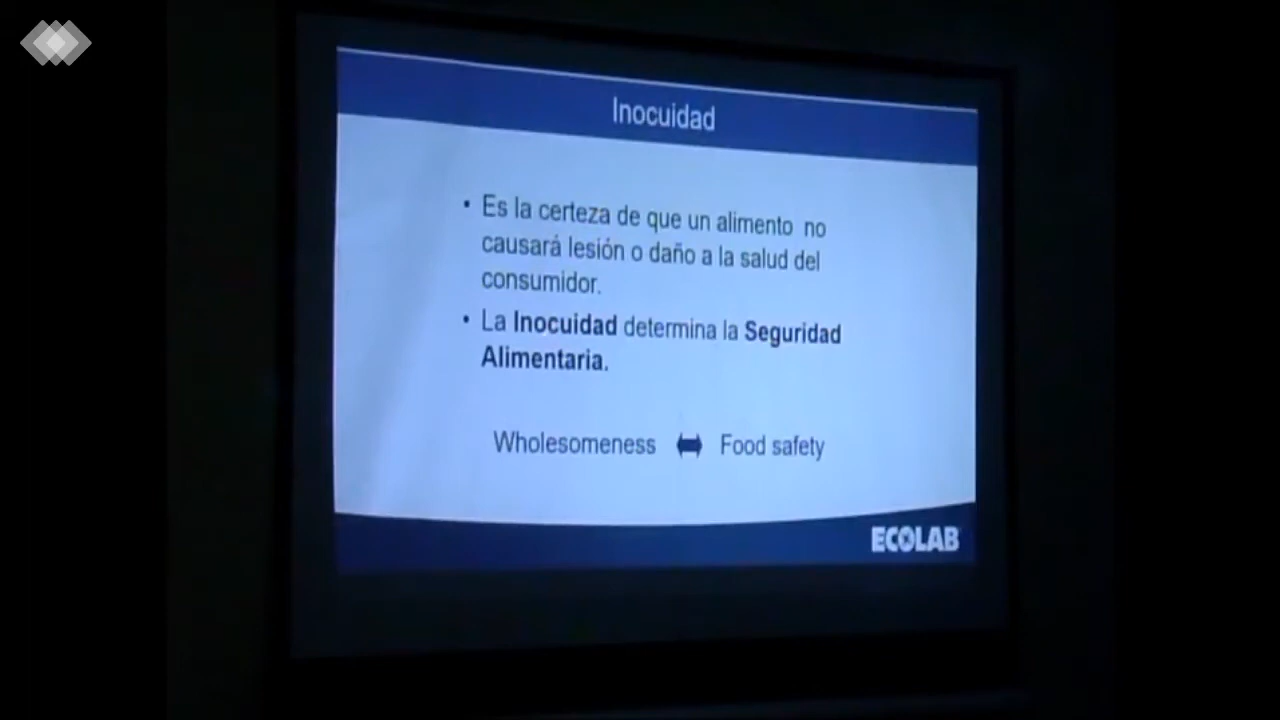 Inocuidad
• Es la certeza de que un alimento no
causará lesión o daño a la salud del
consumidor.
• La Inocuidad determina la Seguridad
Alimentaria.
Wholesomeness ⬌ Food safety
ECOLAB